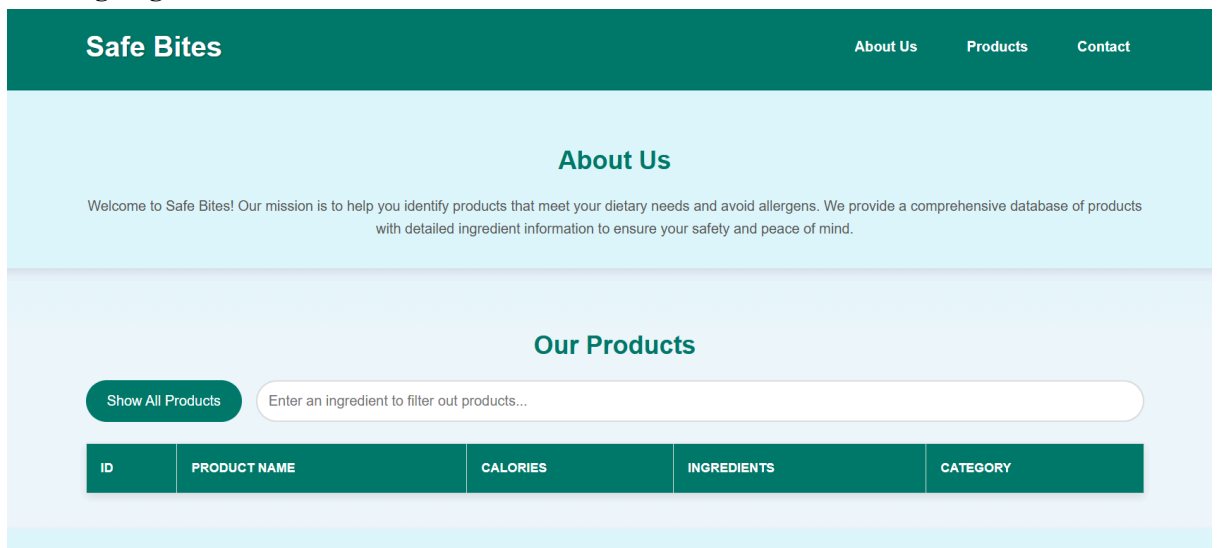 Safe Bites
About Us Products Contact
About Us
Welcome to Safe Bites! Our mission is to help you identify products that meet your dietary needs and avoid allergens. We provide a comprehensive database of products
with detailed ingredient information to ensure your safety and peace of mind.
Our Products
Show All Products Enter an ingredient to filter out products...
ID PRODUCT NAME CALORIES INGREDIENTS CATEGORY